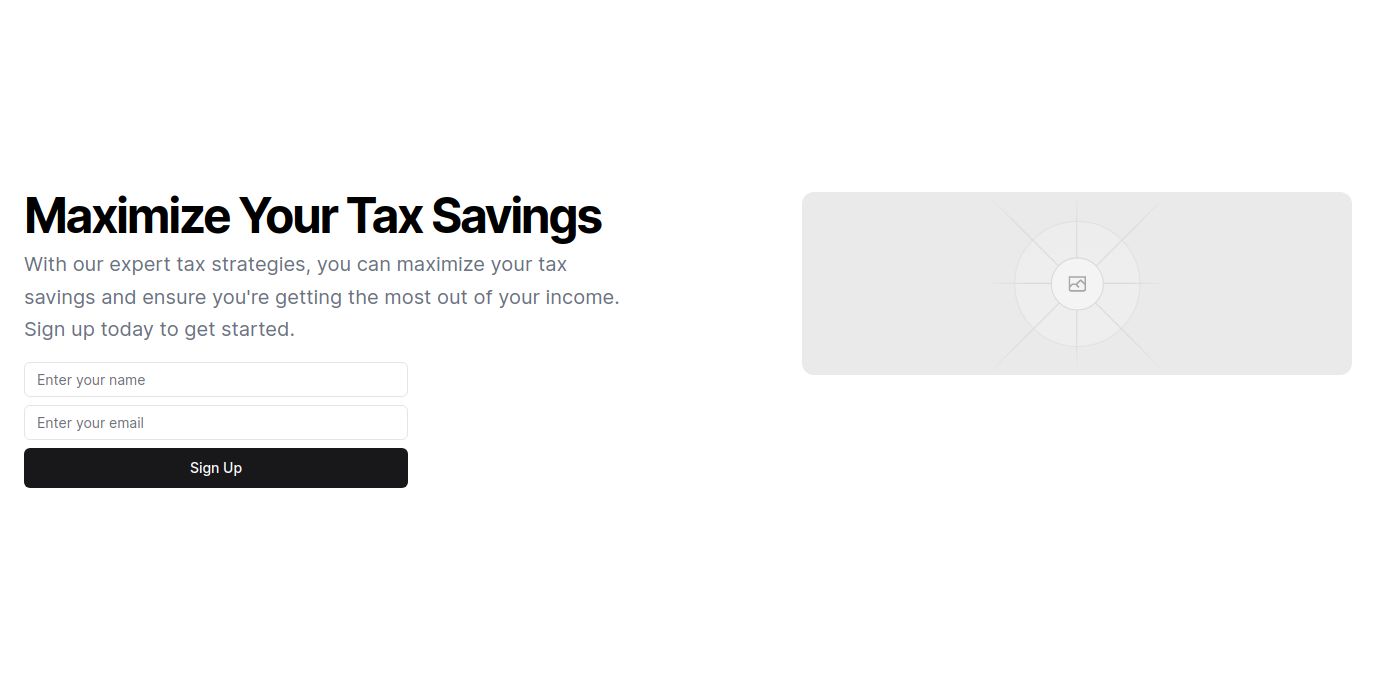 Maximize Your Tax Savings
With our expert tax strategies, you can maximize your tax
savings and ensure you're getting the most out of your income.
Sign up today to get started.
Enter your name
Enter your email
Sign Up